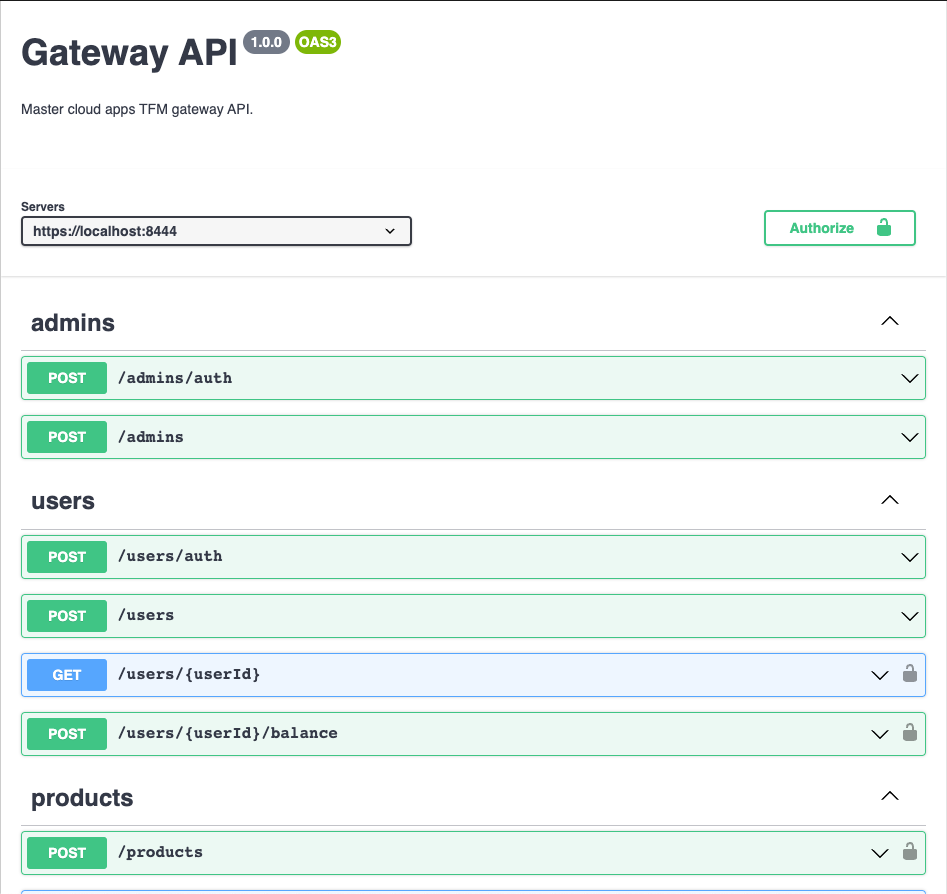 Gateway API 1.0.0 OAS3
Master cloud apps TFM gateway API.
Servers
https://localhost:8444
Authorize
admins
POST /admins/auth
POST /admins
users
POST /users/auth
POST /users
GET /users/{userId}
POST /users/{userId}/balance
products
POST /products